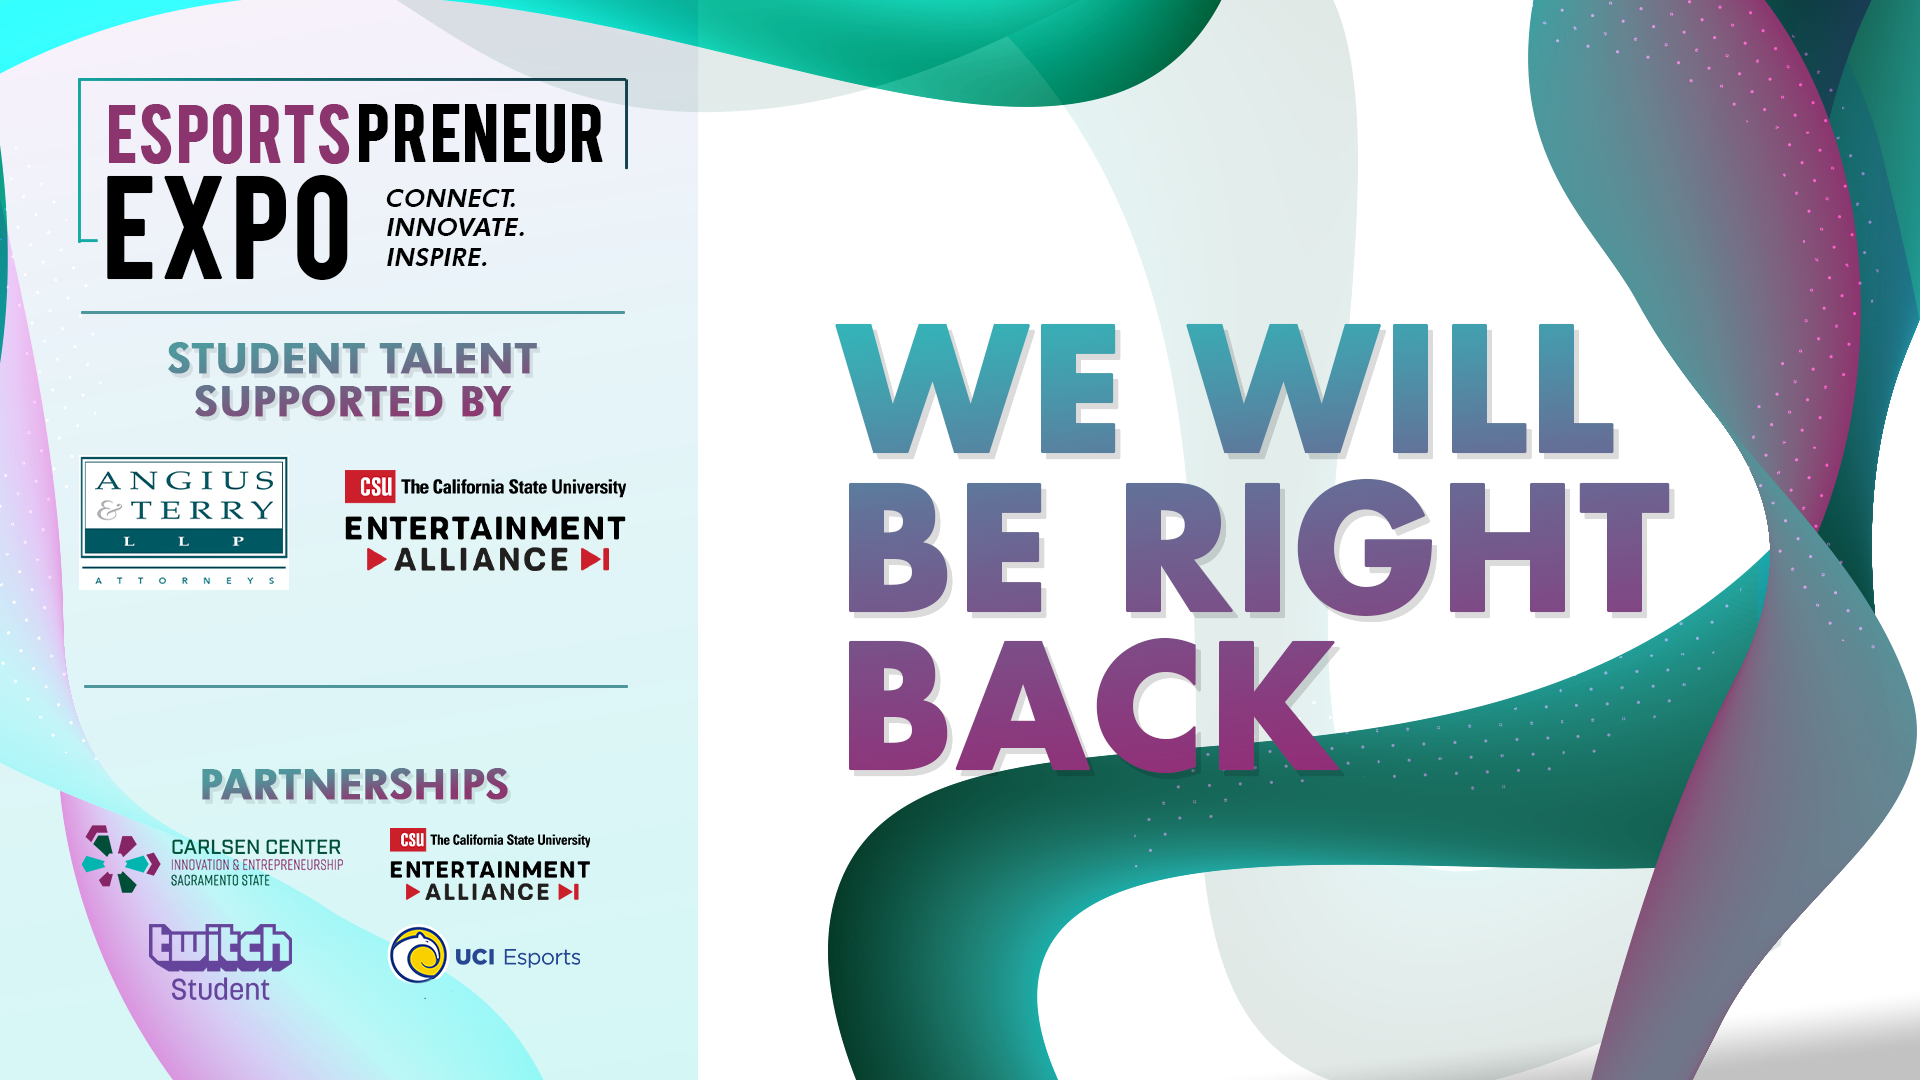 ESPORTSPRENEUR
EXPO
CONNECT.
INNOVATE.
INSPIRE.
STUDENT TALENT
SUPPORTED BY
ANGIUS
& TERRY
LLP
ATTORNEYS
CSU The California State University
ENTERTAINMENT
ALLIANCE
PARTNERSHIPS
CARLSEN CENTER
INNOVATION & ENTREPRENEURSHIP
SACRAMENTO STATE
CSU The California State University
ENTERTAINMENT
ALLIANCE
twitch
Student
UCI Esports
WE WILL
BE RIGHT
BACK